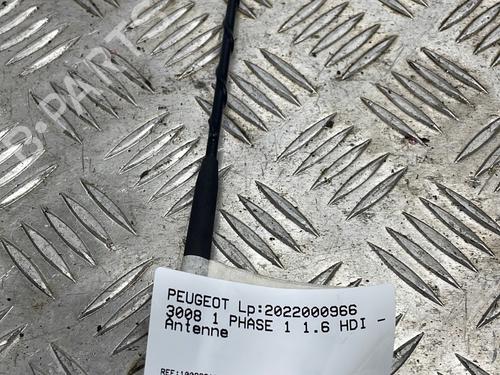 B-PARTS
PEUGEOT Lp:2022000966
3008 1 PHASE 1 1.6 HDI -
Antenne